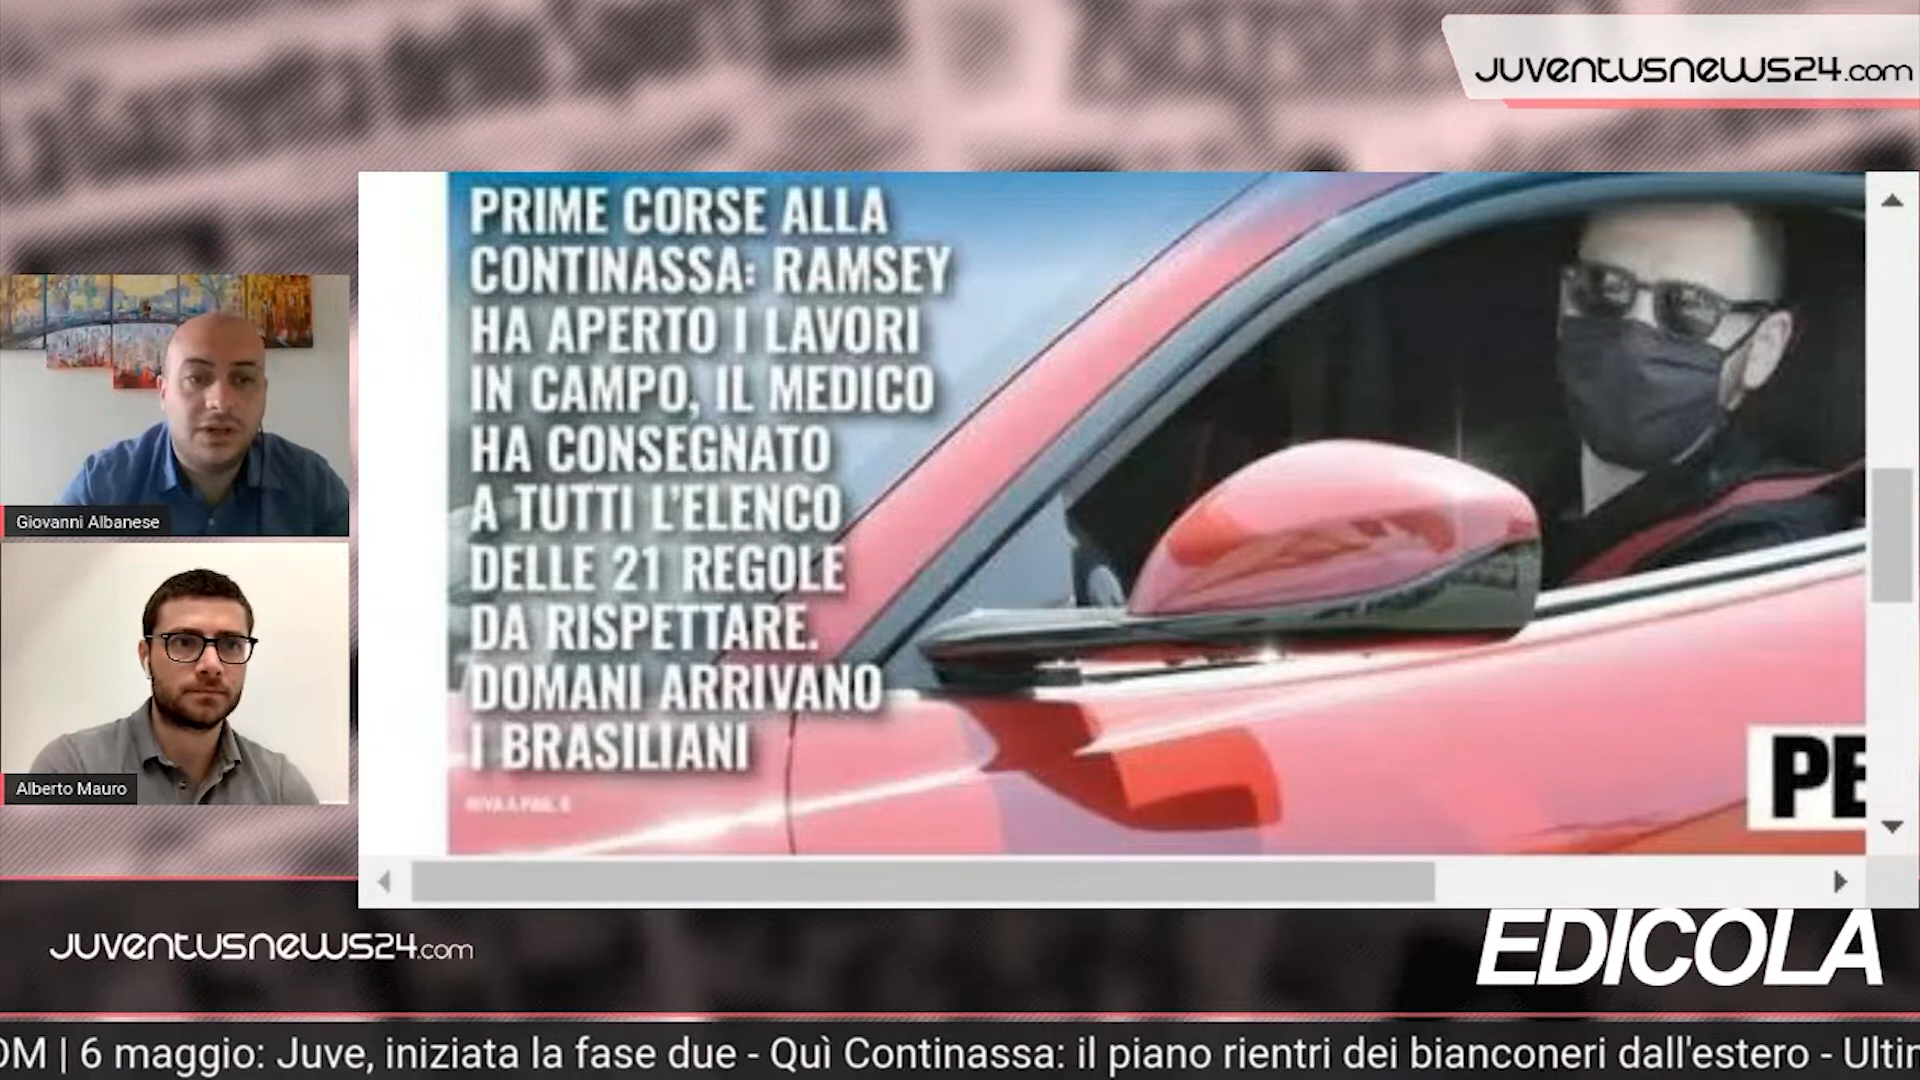 JUVENTUSNEWS24.com
PRIME CORSE ALLA
CONTINASSA: RAMSEY
HA APERTO I LAVORI
IN CAMPO, IL MEDICO
HA CONSEGNATO
A TUTTI L'ELENCO
DELLE 21 REGOLE
DA RISPETTARE.
DOMANI ARRIVANO
I BRASILIANI
PE
Giovanni Albanese
Alberto Mauro
JUVENTUSNEWS24.com
EDICOLA
OM | 6 maggio: Juve, iniziata la fase due - Quì Continassa: il piano rientri dei bianconeri dall'estero - Ultin